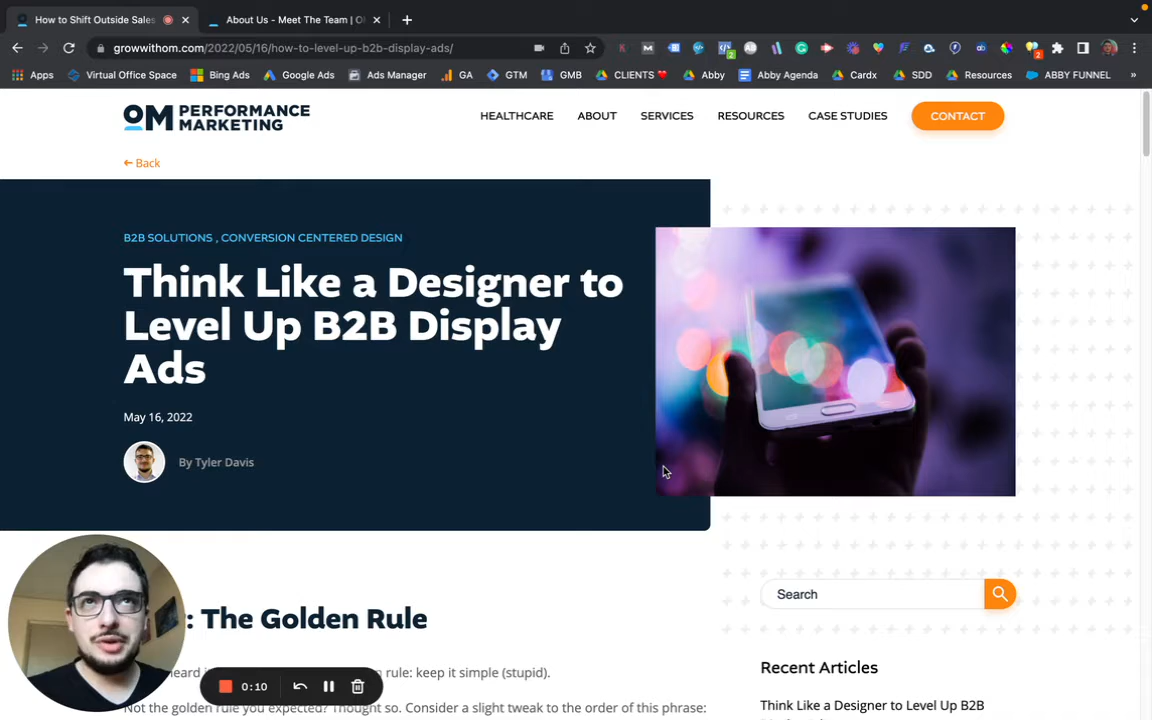 How to Shift Outside Sales
About Us - Meet The Team | O
growwithom.com/2022/05/16/how-to-level-up-b2b-display-ads/
Apps
Virtual Office Space
Bing Ads
Google Ads
Ads Manager
GA
GTM
GMB
CLIENTS
Abby
Abby Agenda
Cardx
SDD
Resources
ABBY FUNNEL
»
OM PERFORMANCE
MARKETING
HEALTHCARE
ABOUT
SERVICES
RESOURCES
CASE STUDIES
CONTACT
← Back
B2B SOLUTIONS , CONVERSION CENTERED DESIGN
Think Like a Designer to
Level Up B2B Display
Ads
May 16, 2022
By Tyler Davis
Search
: The Golden Rule
heard
rule: keep it simple (stupid).
0:10
Not the golden rule you expected? Thought so. Consider a slight tweak to the order of this phrase:
Recent Articles
Think Like a Designer to Level Up B2B